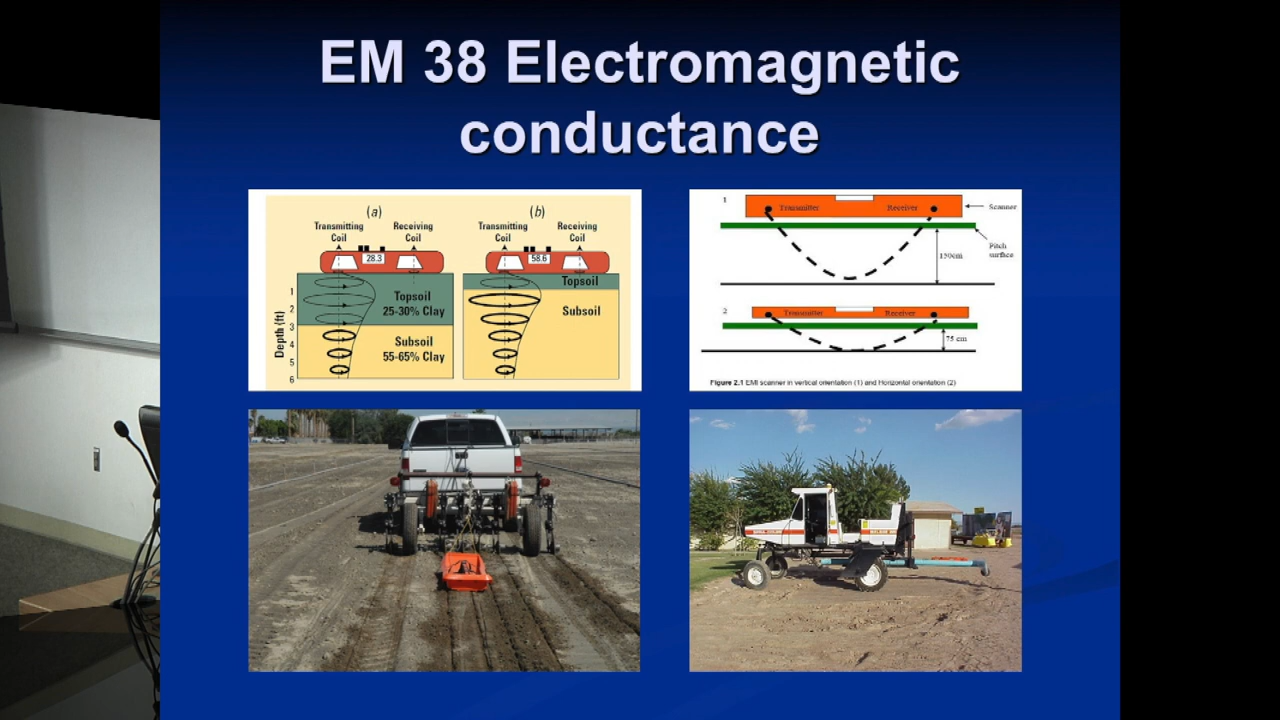 EM 38 Electromagnetic
conductance
(a)
Transmitting
Coil
Receiving
Coil
28.3
Topsoil
25-30% Clay
Subsoil
55-65% Clay
Depth (ft)
1
2
3
4
5
6
(b)
Transmitting
Coil
Receiving
Coil
58.6
Topsoil
Subsoil
1
Transmitter
Receiver
Scanner
Pitch
surface
150cm
2
Transmitter
Receiver
75 cm
Figure 2.1 EMI scanner in vertical orientation (1) and Horizontal orientation (2)